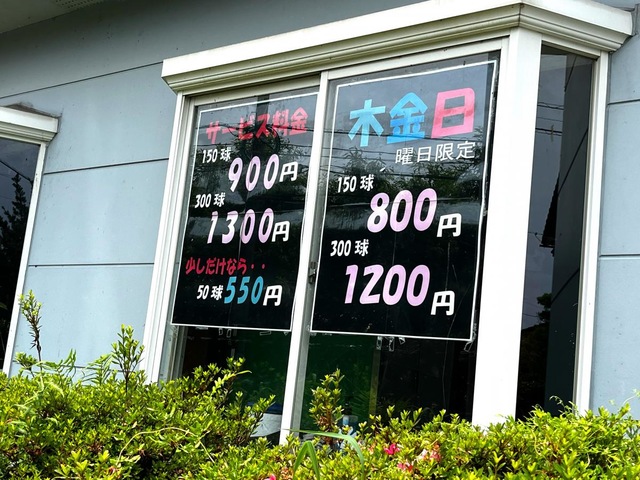 サービス料金
150球
900円
300球
1300円
少しだけなら・・
50球550円
木金日
曜日限定
150球
800円
300球
1200円